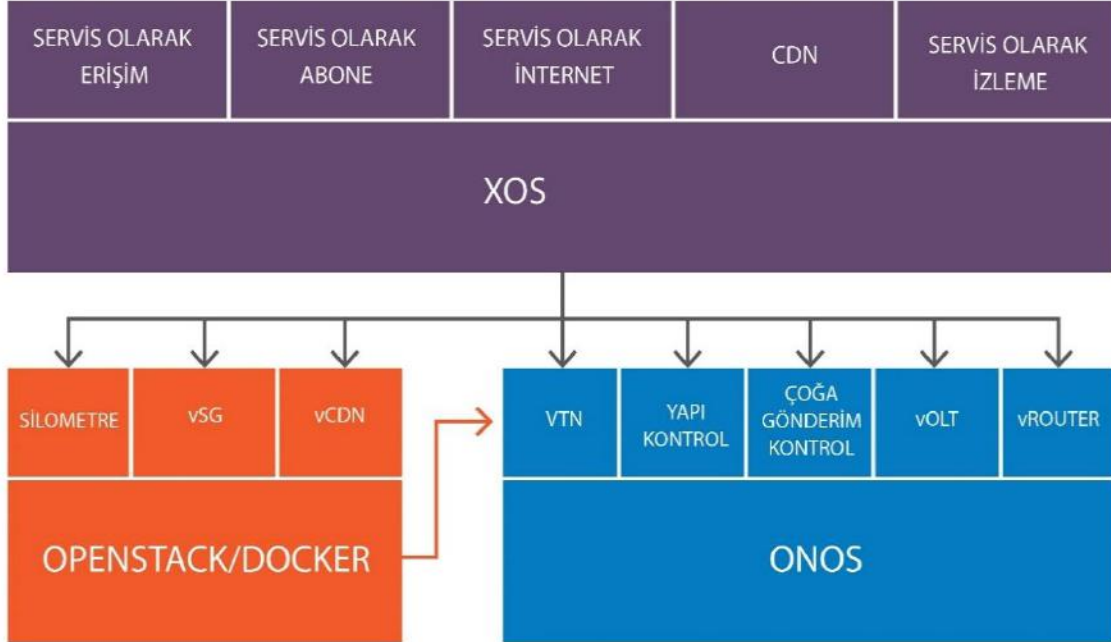 SERVİS OLARAK
ERİŞİM
SERVİS OLARAK
ABONE
SERVİS OLARAK
İNTERNET
CDN
SERVİS OLARAK
İZLEME
XOS
SİLOMETRE
vSG
vCDN
VTN
YAPI
KONTROL
ÇOĞA
GÖNDERİM
KONTROL
vOLT
vROUTER
OPENSTACK/DOCKER
ONOS